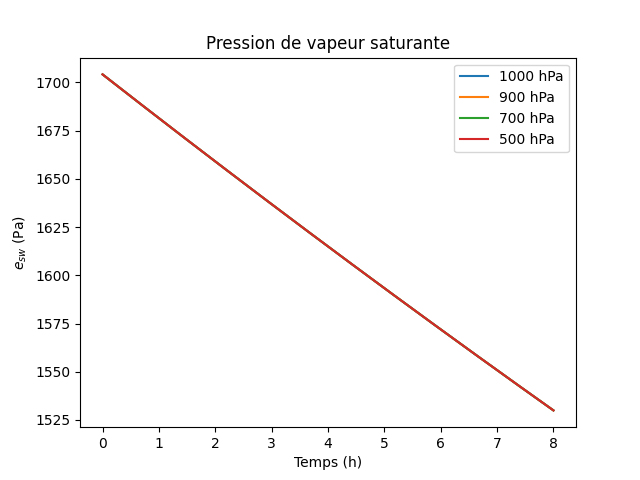 Pression de vapeur saturante
1000 hPa
900 hPa
700 hPa
500 hPa
1700
1675
1650
1625
1600
1575
1550
1525
e_sw (Pa)
0 1 2 3 4 5 6 7 8
Temps (h)